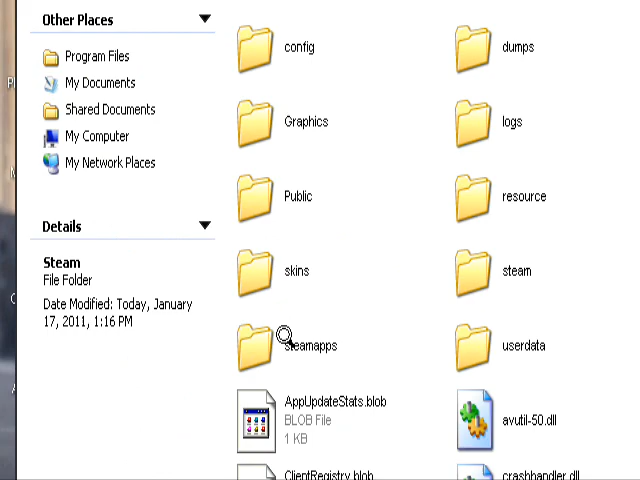 Other Places
Program Files
My Documents
Shared Documents
My Computer
My Network Places
Details
Steam
File Folder
Date Modified: Today, January
17, 2011, 1:16 PM
config
dumps
Graphics
logs
Public
resource
skins
steam
steamapps
userdata
AppUpdateStats.blob
BLOB File
1 KB
avutil-50.dll
ClientRegistry.blob
crashhandler.dll